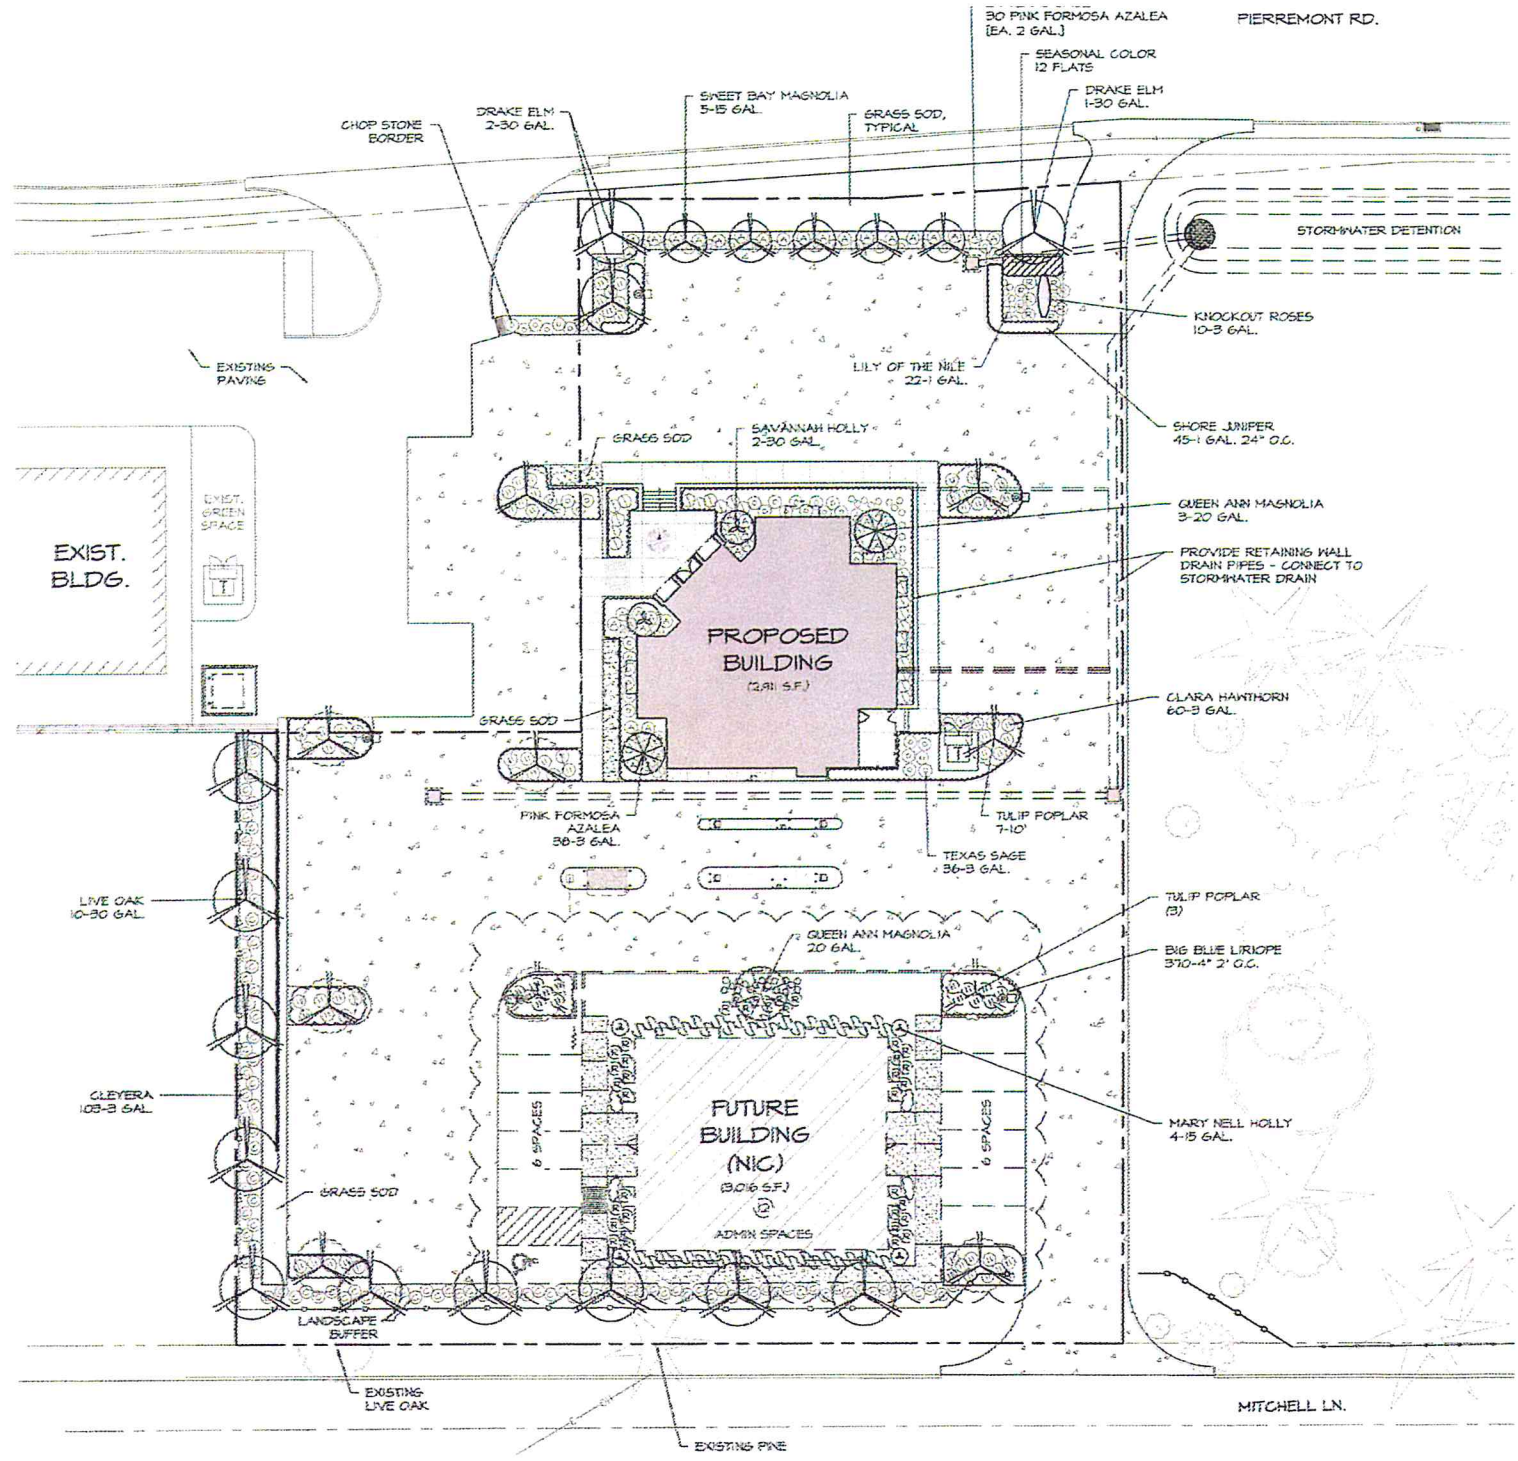 30 PINK FORMOSA AZALEA
[EA. 2 GAL.]
PIERREMONT RD.
SEASONAL COLOR
12 FLATS
DRAKE ELM
1-30 GAL.
SWEET BAY MAGNOLIA
5-15 GAL.
DRAKE ELM
2-30 GAL.
GRASS SOD,
TYPICAL
CHOP STONE
BORDER
STORMWATER DETENTION
KNOCKOUT ROSES
10-3 GAL.
EXISTING
PAVING
LILY OF THE NILE
22-1 GAL.
SHORE JUNIPER
45-1 GAL. 24" O.C.
SAVANNAH HOLLY
2-30 GAL.
GRASS SOD
EXIST.
GREEN
SPACE
T
QUEEN ANN MAGNOLIA
3-20 GAL.
EXIST.
BLDG.
PROVIDE RETAINING WALL
DRAIN PIPES - CONNECT TO
STORMWATER DRAIN
PROPOSED
BUILDING
(2,911 S.F.)
CLARA HAWTHORN
60-3 GAL.
GRASS SOD
T
PINK FORMOSA
AZALEA
38-3 GAL.
TULIP POPLAR
7-10'
TEXAS SAGE
36-3 GAL.
LIVE OAK
10-30 GAL.
TULIP POPLAR
(3)
QUEEN ANN MAGNOLIA
20 GAL.
BIG BLUE LIRIOPE
370-4" 2' O.C.
CLEYERA
103-3 GAL.
6 SPACES
FUTURE
BUILDING
(NIC)
(3,016 S.F.)
12
ADMIN SPACES
6 SPACES
MARY NELL HOLLY
4-15 GAL.
GRASS SOD
LANDSCAPE
BUFFER
EXISTING
LIVE OAK
MITCHELL LN.
EXISTING PINE